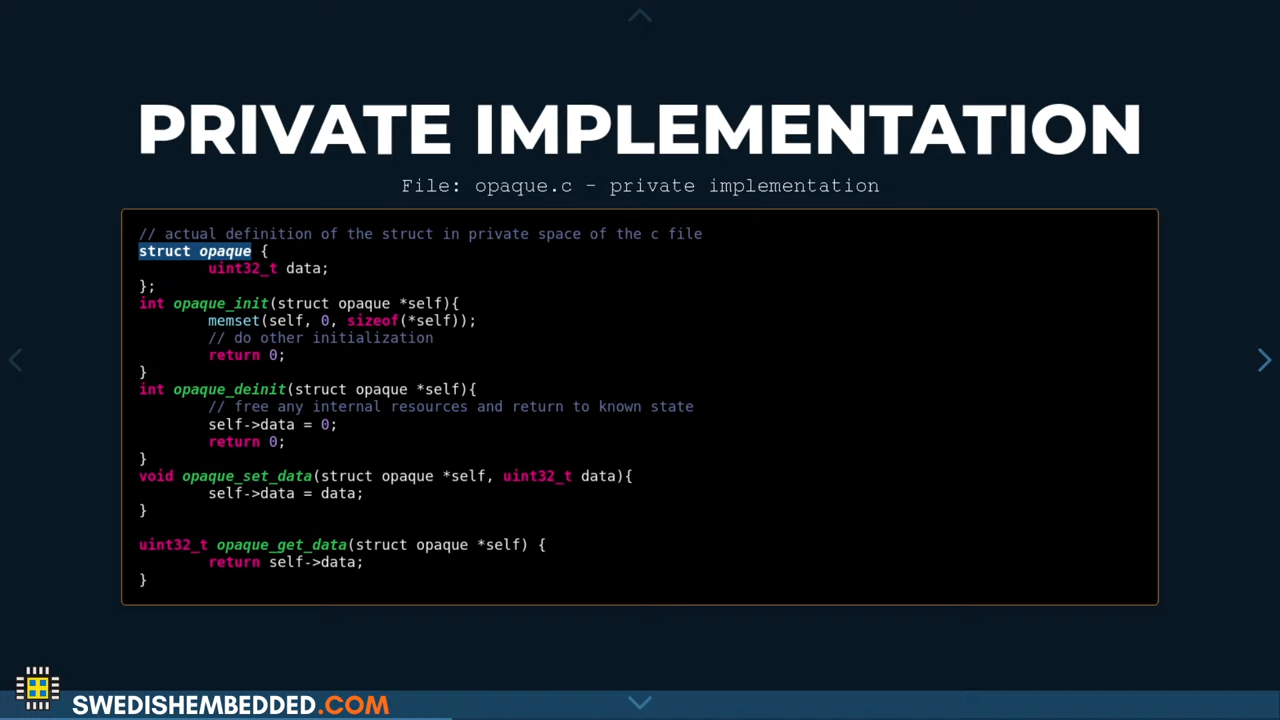 PRIVATE IMPLEMENTATION
File: opaque.c - private implementation
// actual definition of the struct in private space of the c file
struct opaque {
        uint32_t data;
};
int opaque_init(struct opaque *self){
        memset(self, 0, sizeof(*self));
        // do other initialization
        return 0;
}
int opaque_deinit(struct opaque *self){
        // free any internal resources and return to known state
        self->data = 0;
        return 0;
}
void opaque_set_data(struct opaque *self, uint32_t data){
        self->data = data;
}

uint32_t opaque_get_data(struct opaque *self) {
        return self->data;
}
SWEDISHEMBEDDED.COM